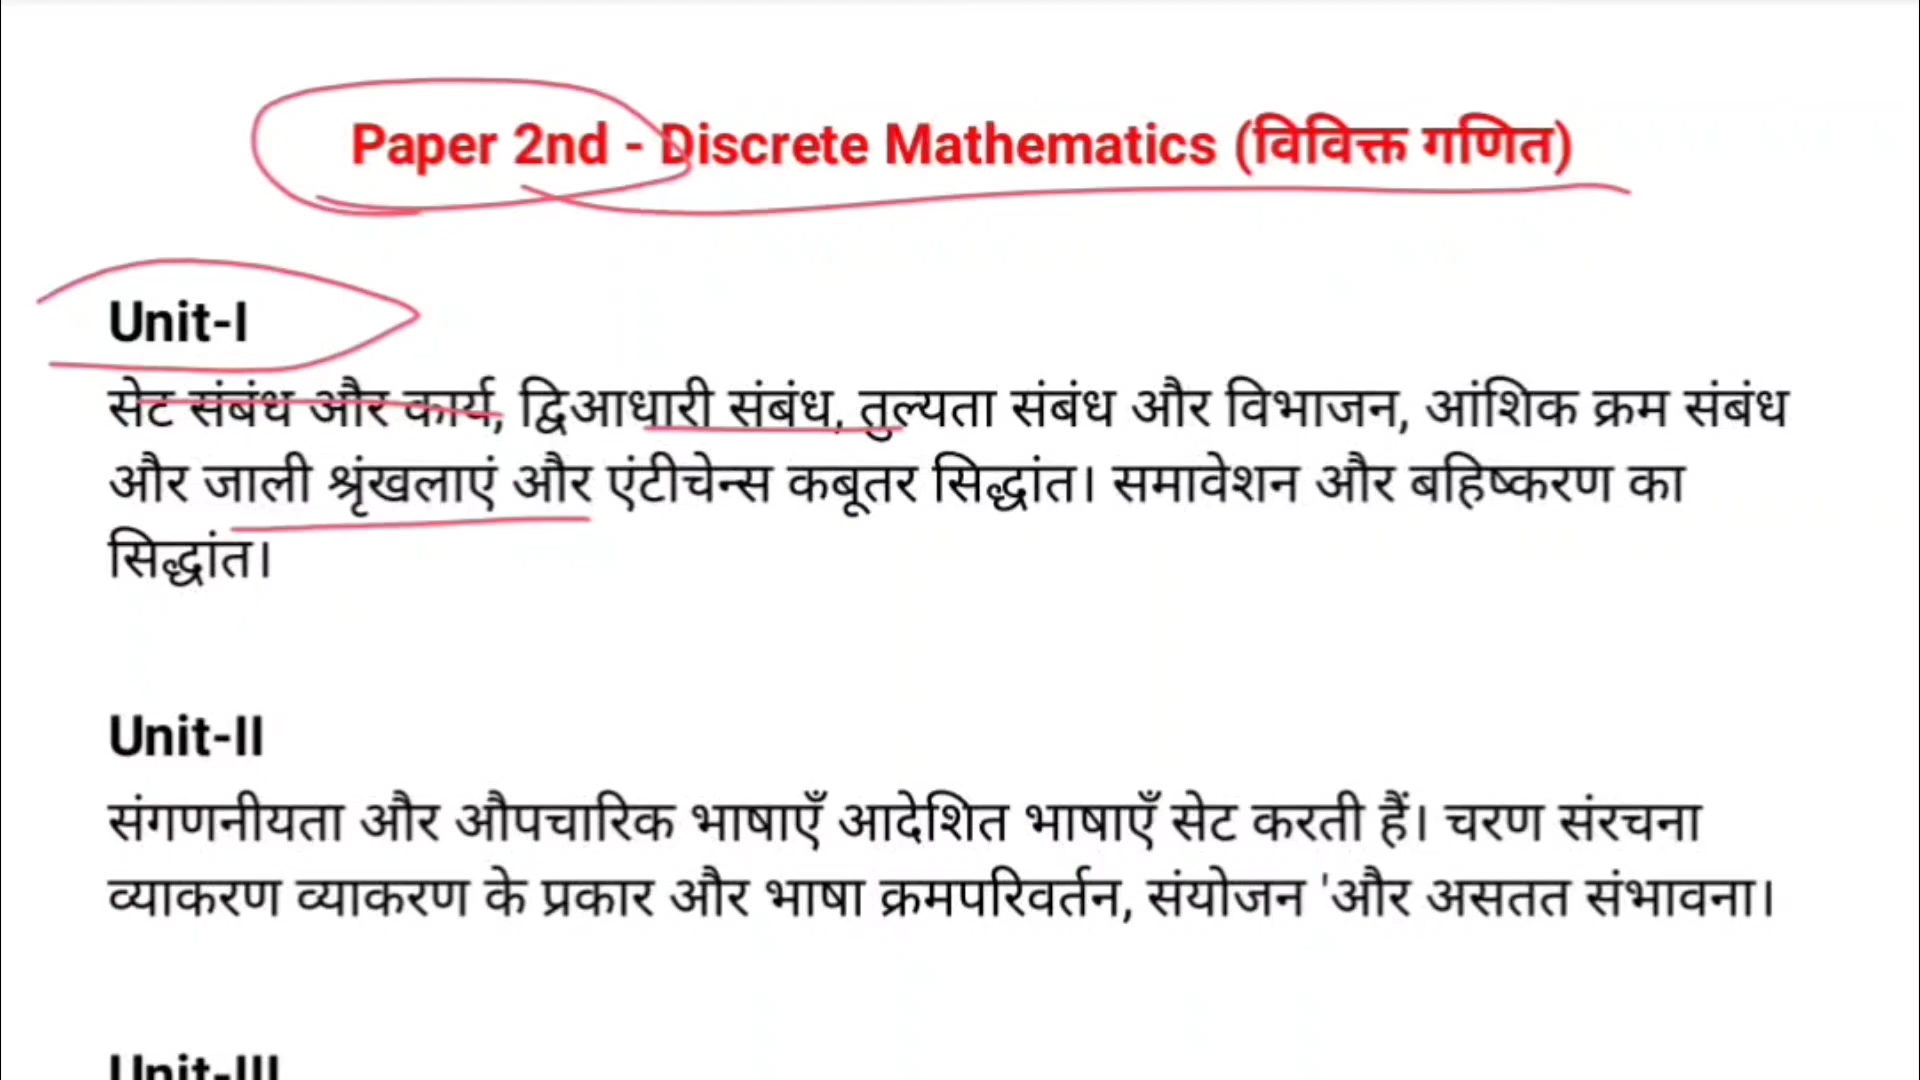 Paper 2nd - Discrete Mathematics (विविक्त गणित)
Unit-I
सेट संबंध और कार्य, द्विआधारी संबंध, तुल्यता संबंध और विभाजन, आंशिक क्रम संबंध
और जाली श्रृंखलाएं और एंटीचेन्स कबूतर सिद्धांत। समावेशन और बहिष्करण का
सिद्धांत।
Unit-II
संगणनीयता और औपचारिक भाषाएँ आदेशित भाषाएँ सेट करती हैं। चरण संरचना
व्याकरण व्याकरण के प्रकार और भाषा क्रमपरिवर्तन, संयोजन 'और असतत संभावना।
Unit-III